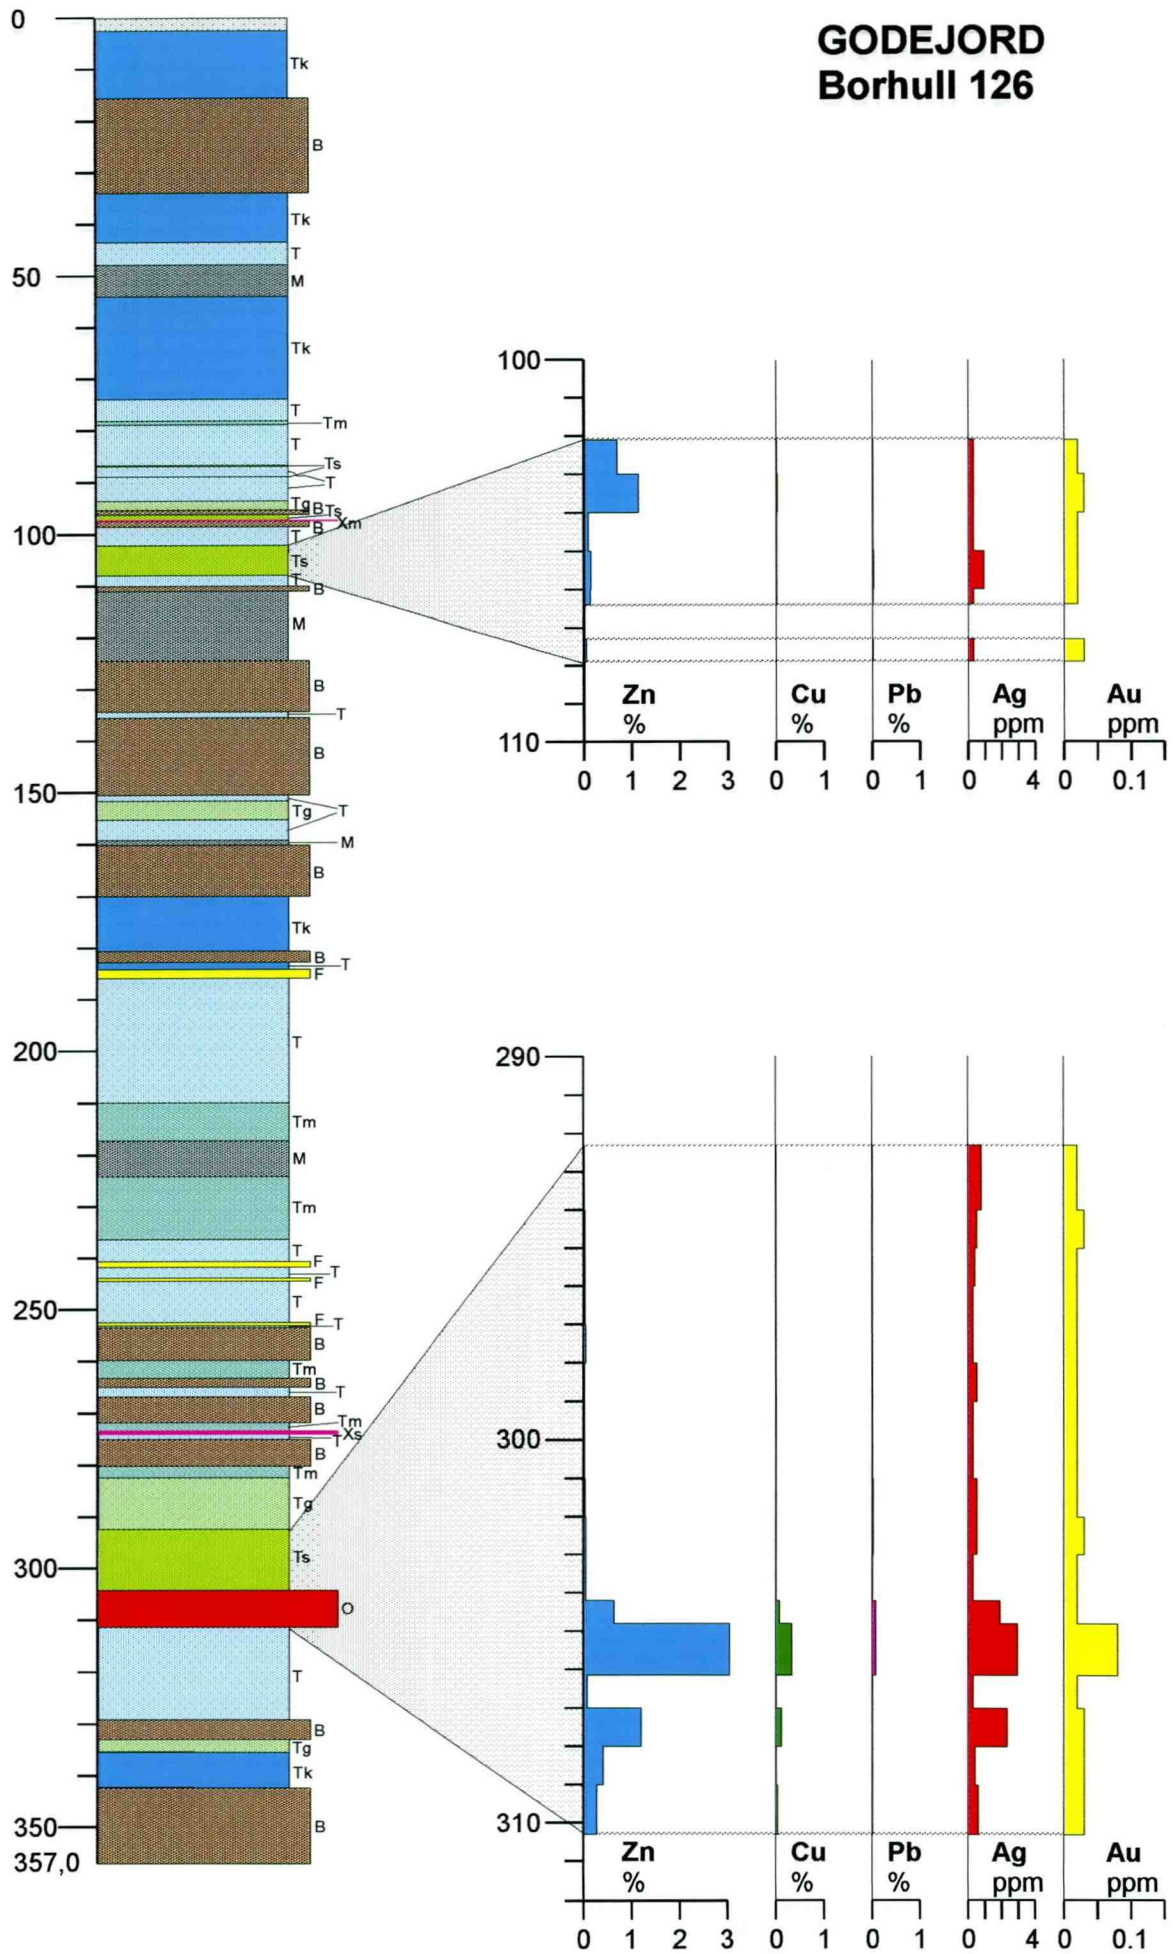 GODEJORD
Borhull 126
0
Tk
B
Tk
T
50
M
Tk
T
Tm
T
Ts
T
Tg
B
Ts
Xm
B
100
T
Ts
T
B
M
B
T
B
150
Tg
T
M
B
Tk
B
T
F
T
200
Tm
M
Tm
T
F
T
F
T
250
F
T
B
Tm
B
T
B
Tm
Xs
T
B
Tm
Tg
Ts
300
O
T
B
Tg
Tk
350
B
357,0
100
Zn Cu Pb Ag Au
% % % ppm ppm
110
0 1 2 3 0 1 0 1 0 4 0 0.1
290
300
310
Zn Cu Pb Ag Au
% % % ppm ppm
0 1 2 3 0 1 0 1 0 4 0 0.1